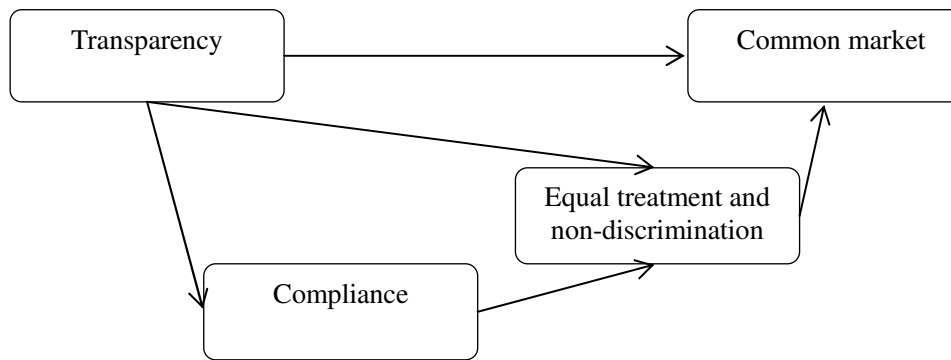 Transparency
Common market
Equal treatment and
non-discrimination
Compliance